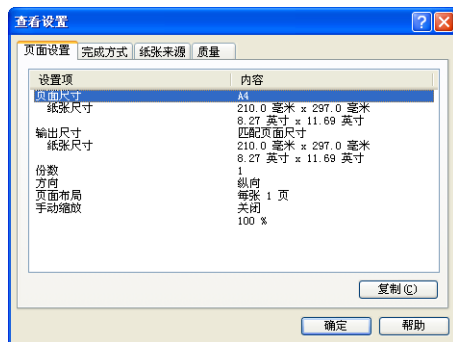 查看设置
页面设置 完成方式 纸张来源 质量
设置项 内容
页面尺寸 A4
纸张尺寸 210.0 毫米 x 297.0 毫米
8.27 英寸 x 11.69 英寸
输出尺寸 匹配页面尺寸
纸张尺寸 210.0 毫米 x 297.0 毫米
8.27 英寸 x 11.69 英寸
份数 1
方向 纵向
页面布局 每张 1 页
手动缩放 关闭
100 %
复制(C)
确定 帮助